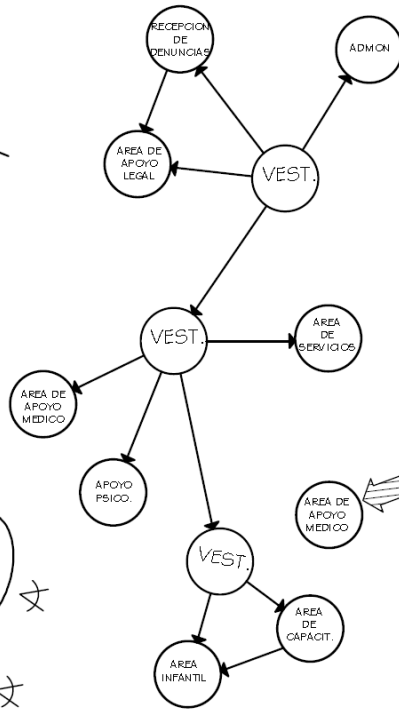 RECEPCION
DE
DENUNCIAS
ADMON
AREA DE
APOYO
LEGAL
VEST.
VEST.
AREA
DE
SERVICIOS
AREA DE
APOYO
MEDICO
APOYO
PSICO.
AREA DE
APOYO
MEDICO
VEST.
AREA
DE
CAPACIT.
AREA
INFANTIL